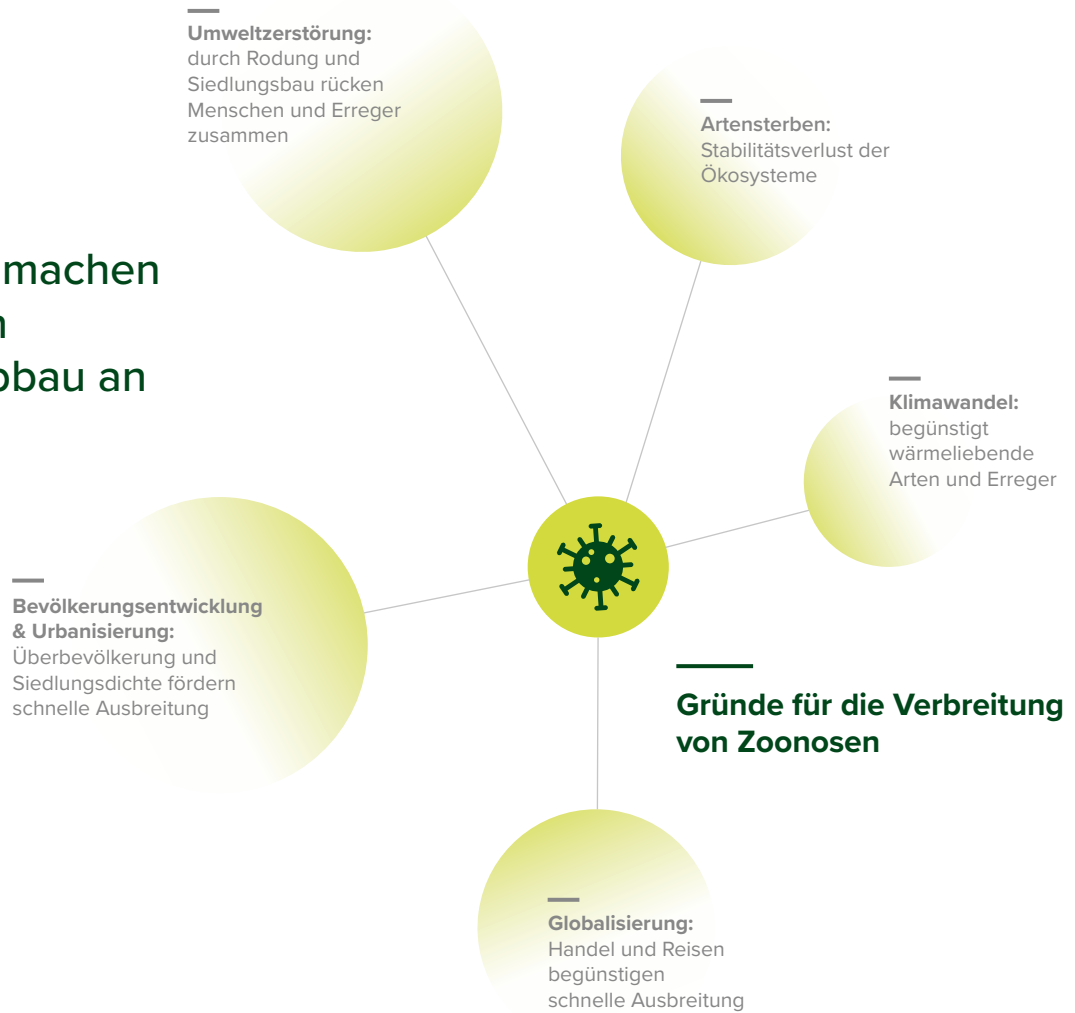 Umweltzerstörung:
durch Rodung und
Siedlungsbau rücken
Menschen und Erreger
zusammen
Artensterben:
Stabilitätsverlust der
Ökosysteme
machen
an
Klimawandel:
begünstigt
wärmeliebende
Arten und Erreger
Bevölkerungsentwicklung
& Urbanisierung:
Überbevölkerung und
Siedlungsdichte fördern
schnelle Ausbreitung
Gründe für die Verbreitung
von Zoonosen
Globalisierung:
Handel und Reisen
begünstigen
schnelle Ausbreitung